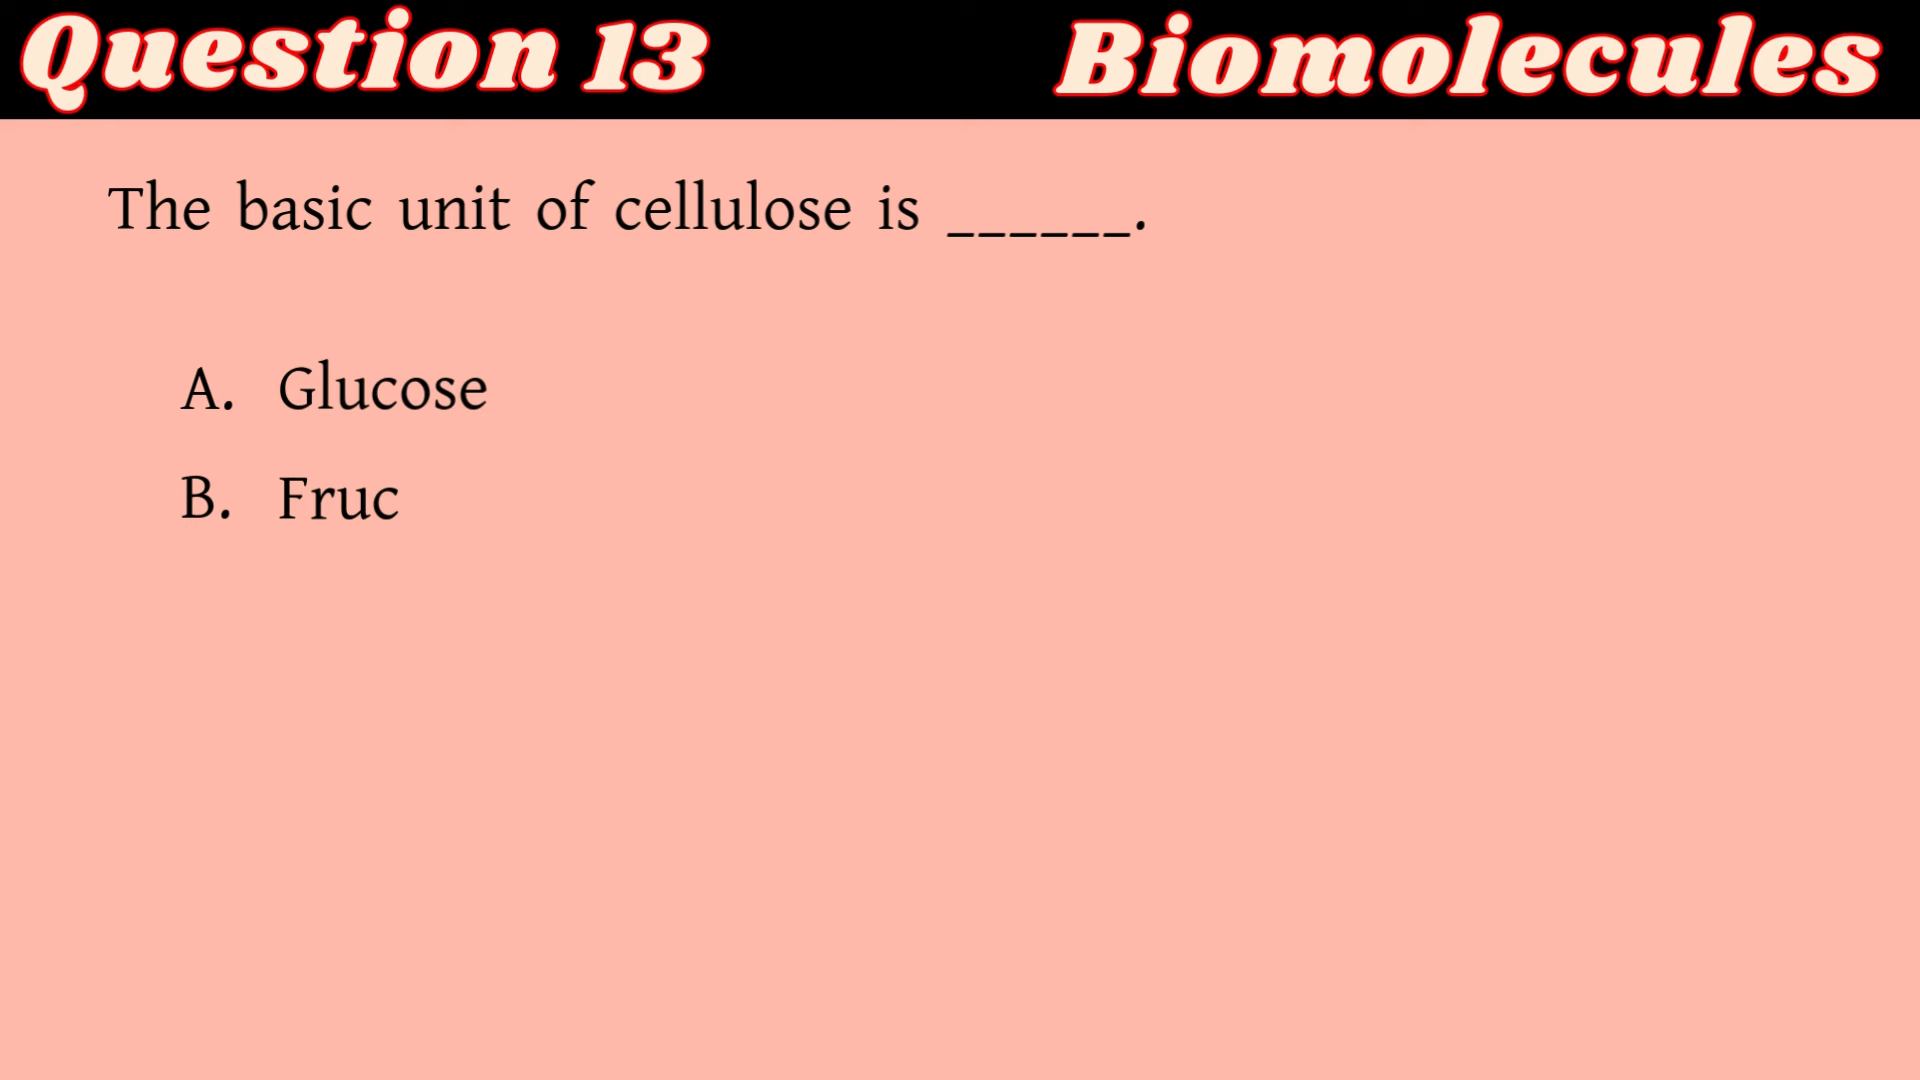 Question 13 Biomolecules
The basic unit of cellulose is ______.
A. Glucose
B. Fruc